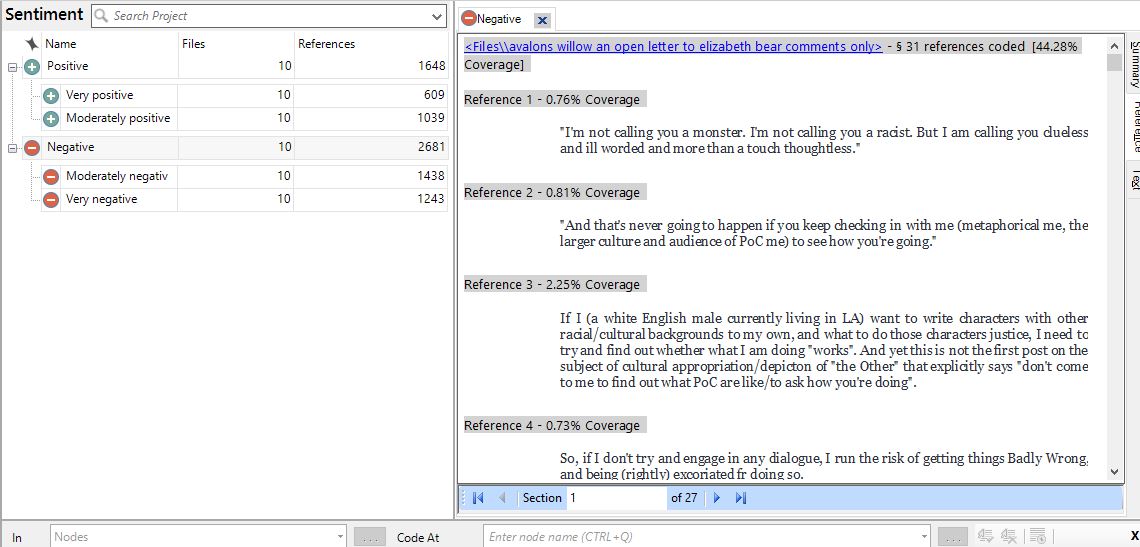 Sentiment
Search Project
Name Files References
Positive 10 1648
Very positive 10 609
Moderately positive 10 1039
Negative 10 2681
Moderately negativ 10 1438
Very negative 10 1243
Negative
<Files\\avalons willow an open letter to elizabeth bear comments only> - § 31 references coded [44.28%
Coverage]
Reference 1 - 0.76% Coverage
"I'm not calling you a monster. I'm not calling you a racist. But I am calling you clueless
and ill worded and more than a touch thoughtless."
Reference 2 - 0.81% Coverage
"And that's never going to happen if you keep checking in with me (metaphorical me, the
larger culture and audience of PoC me) to see how you're going."
Reference 3 - 2.25% Coverage
If I (a white English male currently living in LA) want to write characters with other
racial/cultural backgrounds to my own, and what to do those characters justice, I need to
try and find out whether what I am doing "works". And yet this is not the first post on the
subject of cultural appropriation/depicton of "the Other" that explicitly says "don't come
to me to find out what PoC are like/to ask how you're doing".
Reference 4 - 0.73% Coverage
So, if I don't try and engage in any dialogue, I run the risk of getting things Badly Wrong,
and being (rightly) excoriated fr doing so.
Section 1 of 27
Summary
Reference
Text
In Nodes ... Code At Enter node name (CTRL+Q) ... X